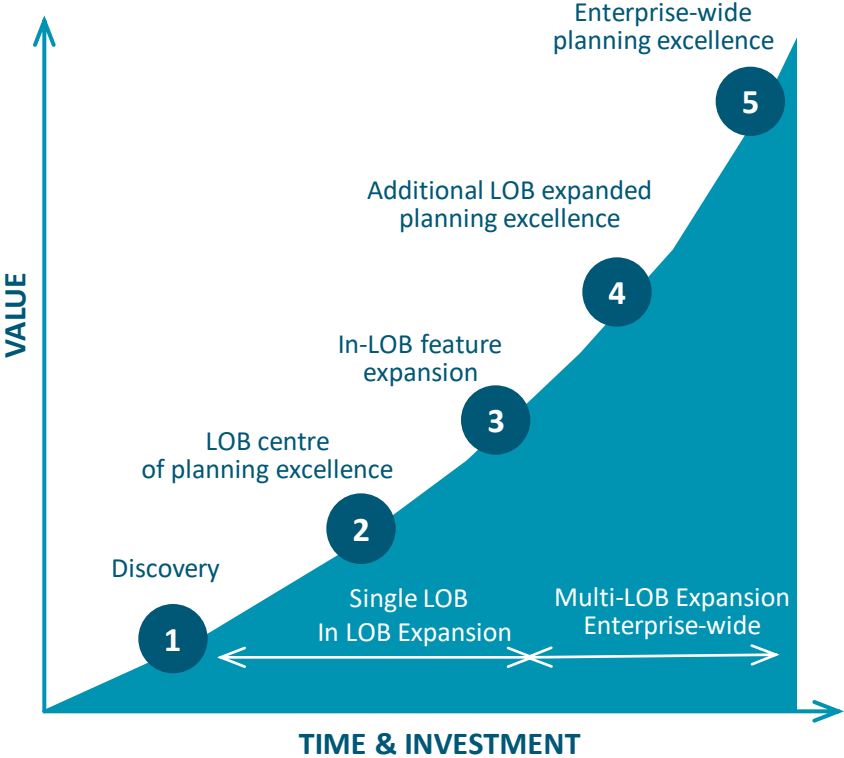 Enterprise-wide
planning excellence
5
Additional LOB expanded
planning excellence
4
VALUE
In-LOB feature
expansion
3
LOB centre
of planning excellence
2
Discovery
1
Single LOB
In LOB Expansion
Multi-LOB Expansion
Enterprise-wide
TIME & INVESTMENT